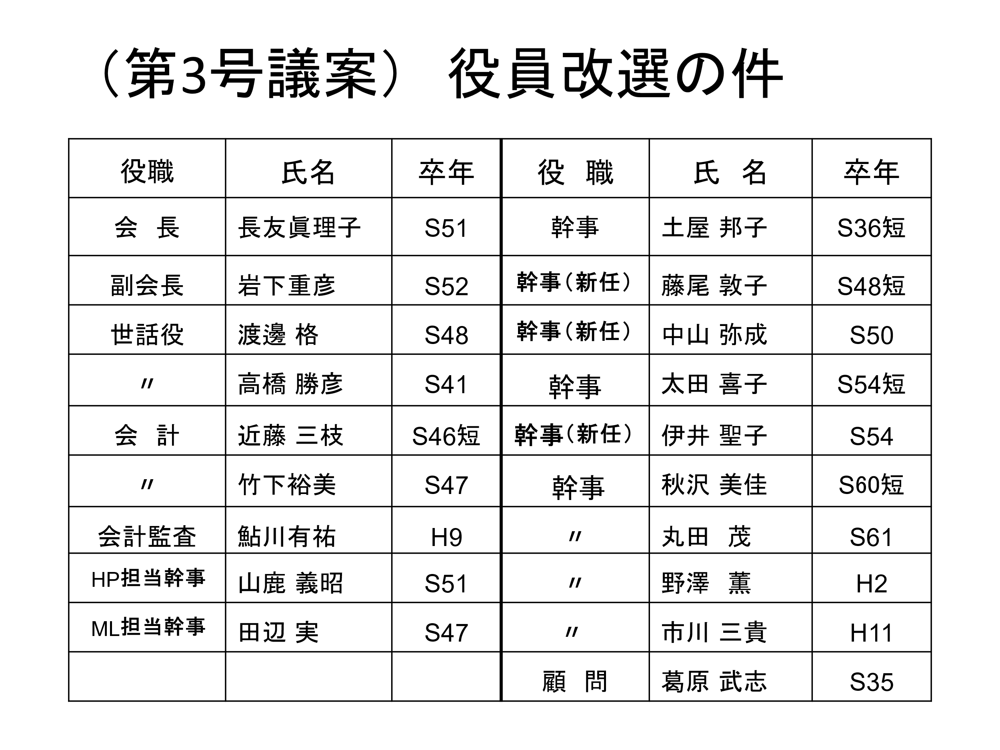 （第3号議案） 役員改選の件
役職 氏名 卒年 役　職 氏　名 卒年
会　長 長友眞理子 S51 幹事 土屋 邦子 S36短
副会長 岩下重彦 S52 幹事（新任） 藤尾 敦子 S48短
世話役 渡邊 格 S48 幹事（新任） 中山 弥成 S50
〃 高橋 勝彦 S41 幹事 太田 喜子 S54短
会　計 近藤 三枝 S46短 幹事（新任） 伊井 聖子 S54
〃 竹下裕美 S47 幹事 秋沢 美佳 S60短
会計監査 鮎川有祐 H9 〃 丸田　茂 S61
HP担当幹事 山鹿 義昭 S51 〃 野澤　薫 H2
ML担当幹事 田辺 実 S47 〃 市川 三貴 H11
顧　問 葛原 武志 S35